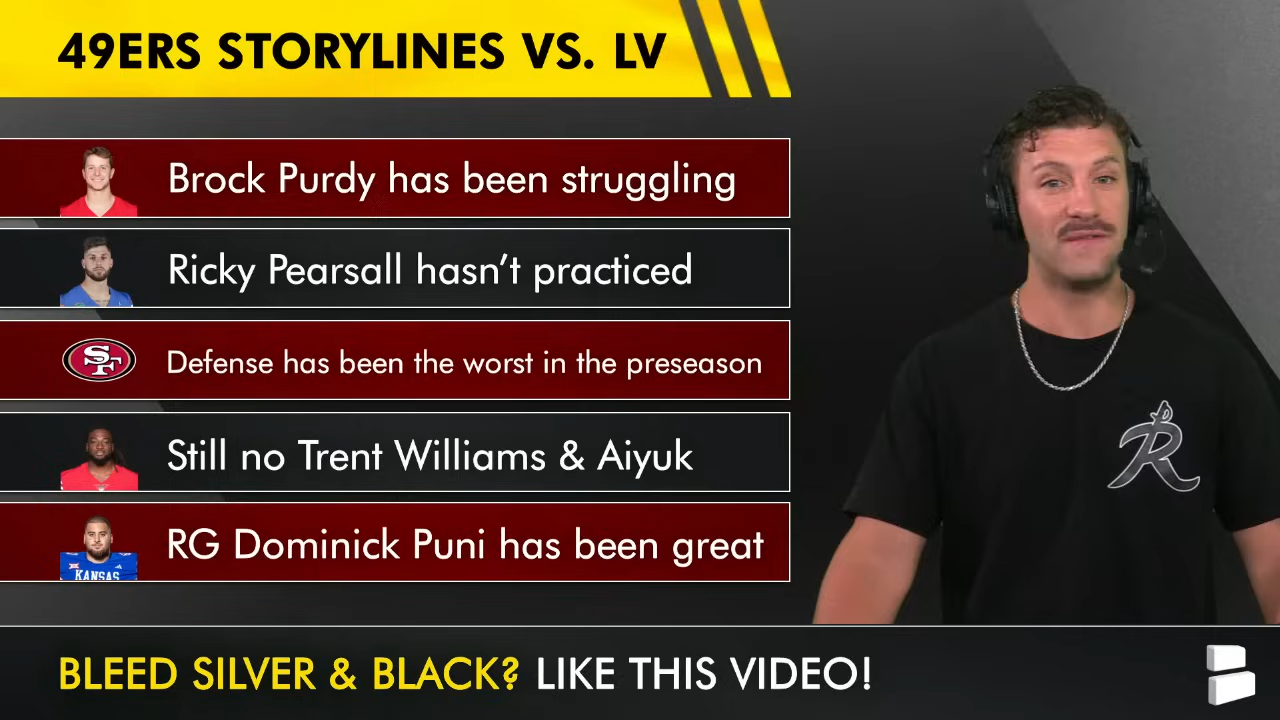 49ERS STORYLINES VS. LV
Brock Purdy has been struggling
Ricky Pearsall hasn’t practiced
SF
Defense has been the worst in the preseason
Still no Trent Williams & Aiyuk
KANSAS
RG Dominick Puni has been great
R
BLEED SILVER & BLACK? LIKE THIS VIDEO!